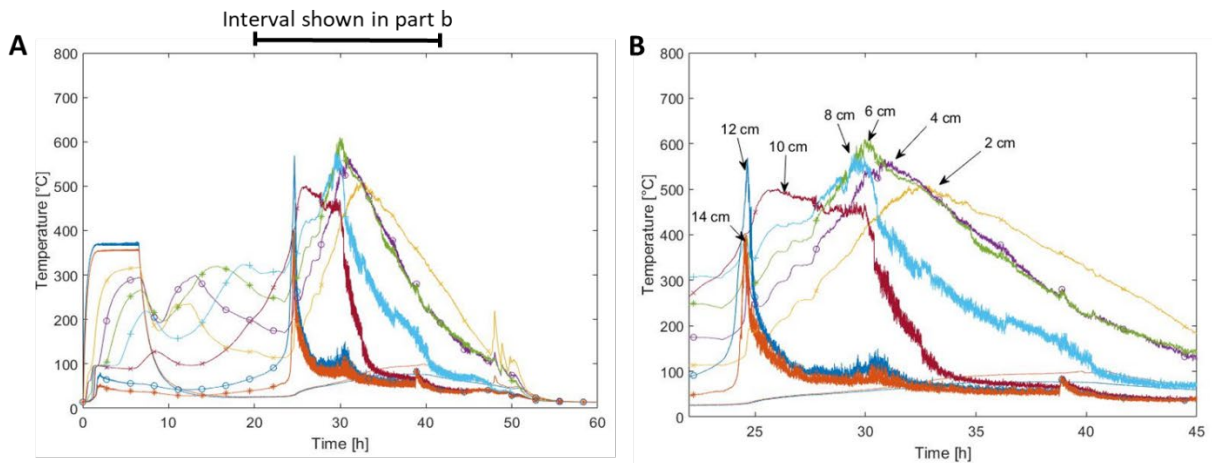 Interval shown in part b
A
800
700
600
500
400
300
200
100
0
Temperature [°C]
0 10 20 30 40 50 60
Time [h]
B
800
700
600
500
400
300
200
100
0
Temperature [°C]
25 30 35 40 45
Time [h]
14 cm
12 cm
10 cm
8 cm
6 cm
4 cm
2 cm